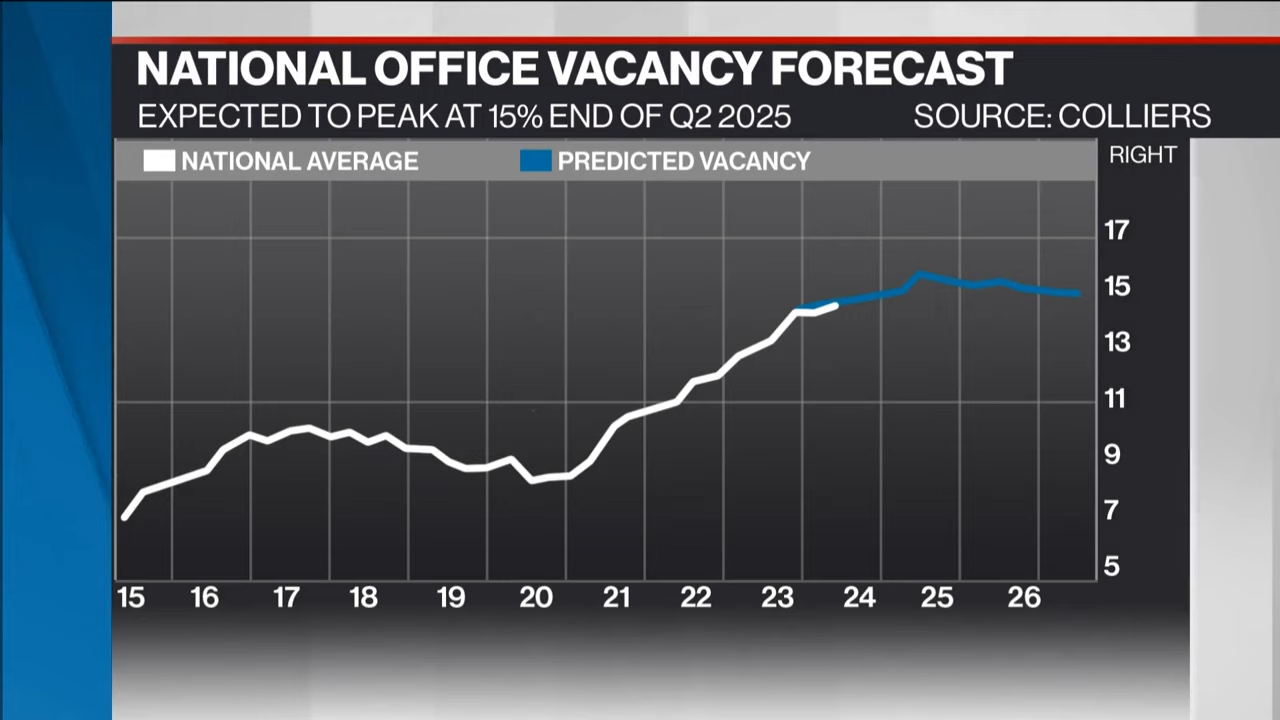 NATIONAL OFFICE VACANCY FORECAST
EXPECTED TO PEAK AT 15% END OF Q2 2025 SOURCE: COLLIERS
NATIONAL AVERAGE PREDICTED VACANCY RIGHT
17
15
13
11
9
7
5
15 16 17 18 19 20 21 22 23 24 25 26